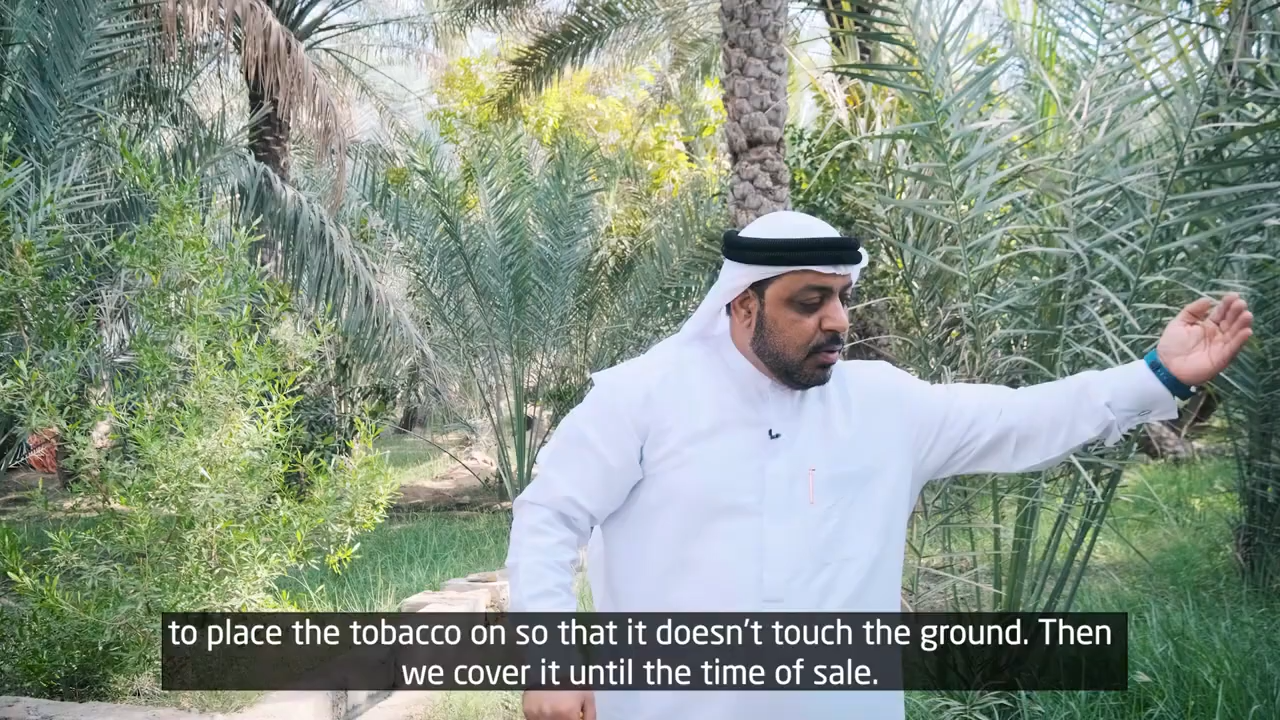 to place the tobacco on so that it doesn't touch the ground. Then
we cover it until the time of sale.